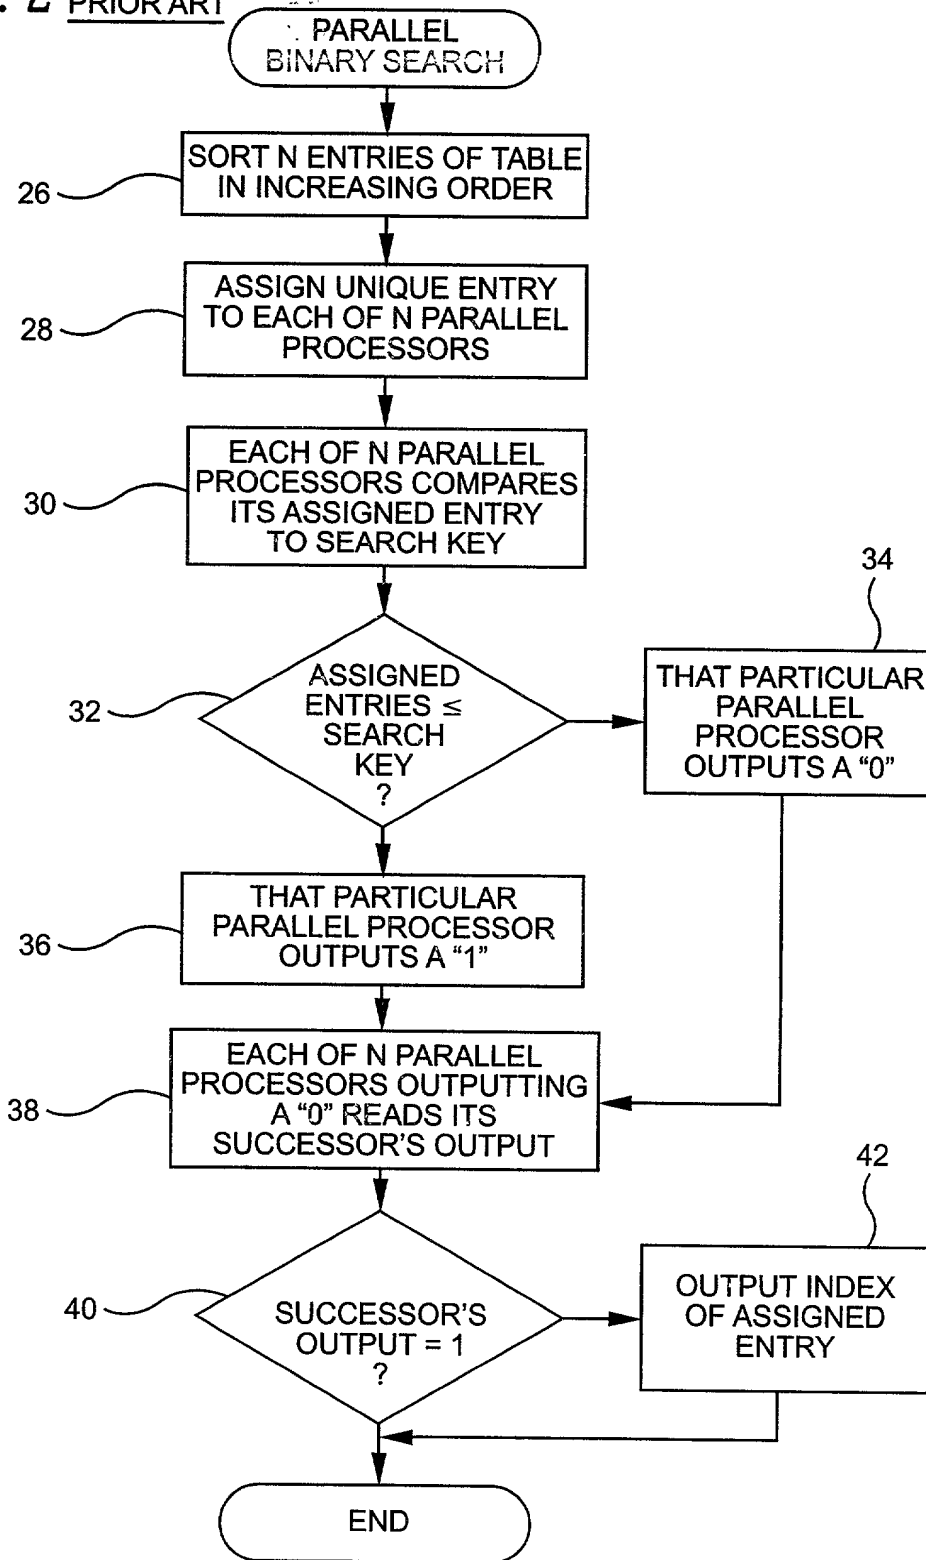 . 2 PRIOR ART
PARALLEL
BINARY SEARCH
SORT N ENTRIES OF TABLE
IN INCREASING ORDER
26
ASSIGN UNIQUE ENTRY
TO EACH OF N PARALLEL
PROCESSORS
28
EACH OF N PARALLEL
PROCESSORS COMPARES
ITS ASSIGNED ENTRY
TO SEARCH KEY
30
34
ASSIGNED
ENTRIES ≤
SEARCH
KEY
?
32
THAT PARTICULAR
PARALLEL
PROCESSOR
OUTPUTS A “0”
THAT PARTICULAR
PARALLEL PROCESSOR
OUTPUTS A “1”
36
EACH OF N PARALLEL
PROCESSORS OUTPUTTING
A “0” READS ITS
SUCCESSOR'S OUTPUT
38
42
40
SUCCESSOR'S
OUTPUT = 1
?
OUTPUT INDEX
OF ASSIGNED
ENTRY
END